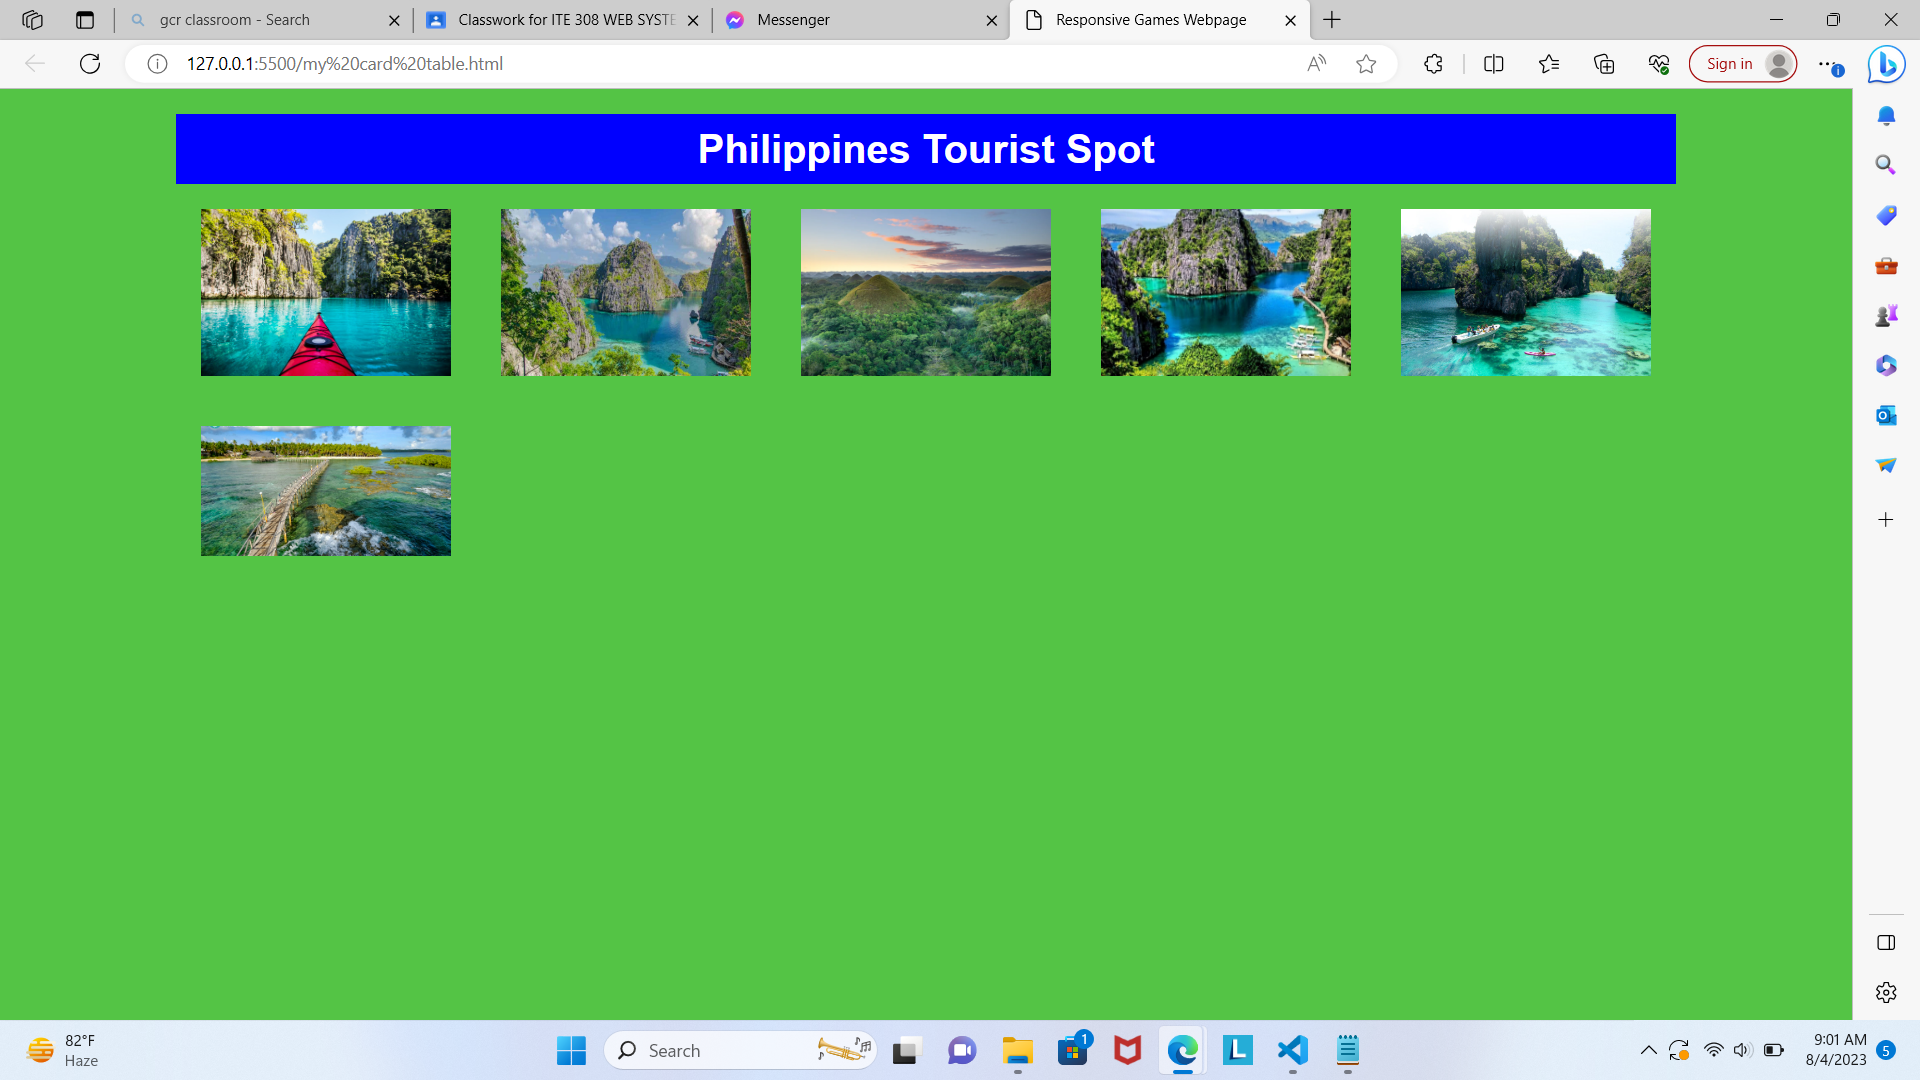 gcr classroom - Search
Classwork for ITE 308 WEB SYSTE
Messenger
Responsive Games Webpage
127.0.0.1:5500/my%20card%20table.html
A
Sign in
Philippines Tourist Spot
82°F
Haze
Search
1
L
9:01 AM
8/4/2023
5